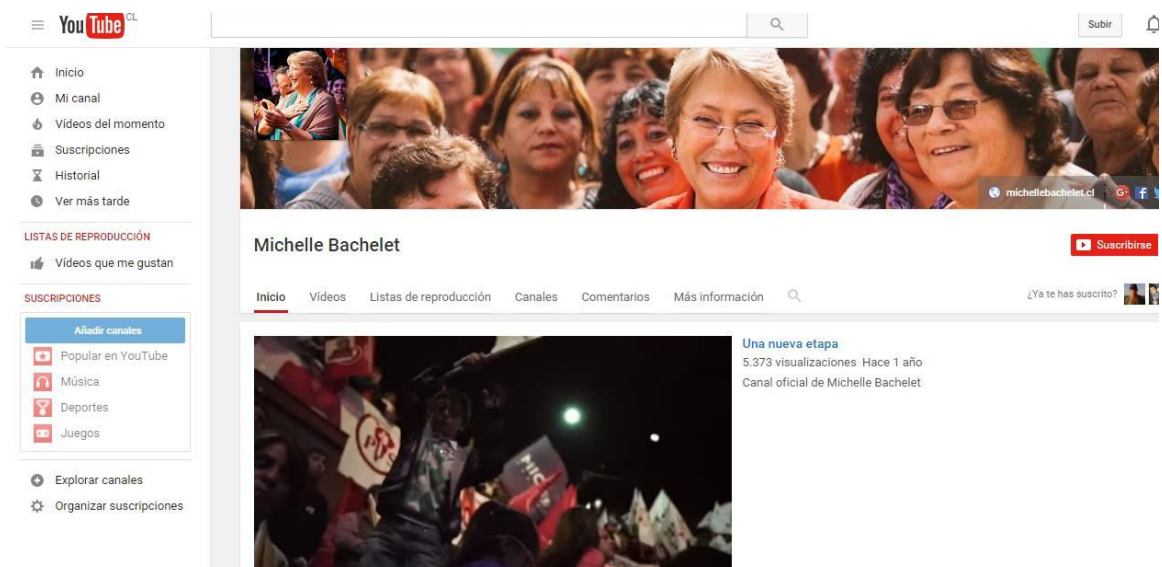 YouTube CL
Subir
Inicio
Mi canal
Vídeos del momento
Suscripciones
Historial
Ver más tarde
LISTAS DE REPRODUCCIÓN
Vídeos que me gustan
SUSCRIPCIONES
Añadir canales
Popular en YouTube
Música
Deportes
Juegos
Explorar canales
Organizar suscripciones
michellebachelet.cl
Michelle Bachelet
Suscribirse
Inicio Vídeos Listas de reproducción Canales Comentarios Más información
¿Ya te has suscrito?
Una nueva etapa
5.373 visualizaciones Hace 1 año
Canal oficial de Michelle Bachelet